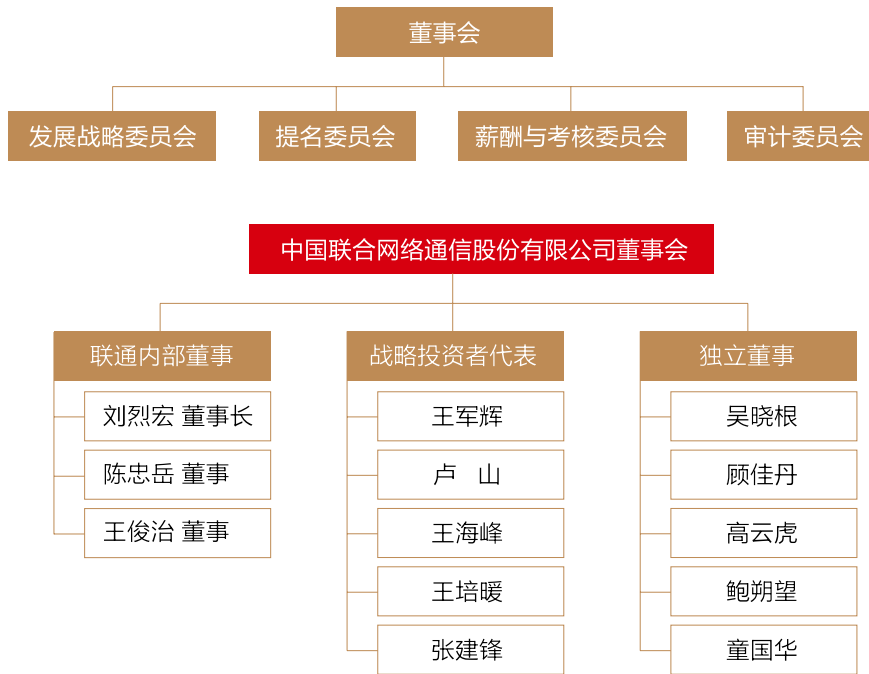 董事会
发展战略委员会
提名委员会
薪酬与考核委员会
审计委员会
中国联合网络通信股份有限公司董事会
联通内部董事
刘烈宏 董事长
陈忠岳 董事
王俊治 董事
战略投资者代表
王军辉
卢 山
王海峰
王培暖
张建锋
独立董事
吴晓根
顾佳丹
高云虎
鲍朔望
童国华